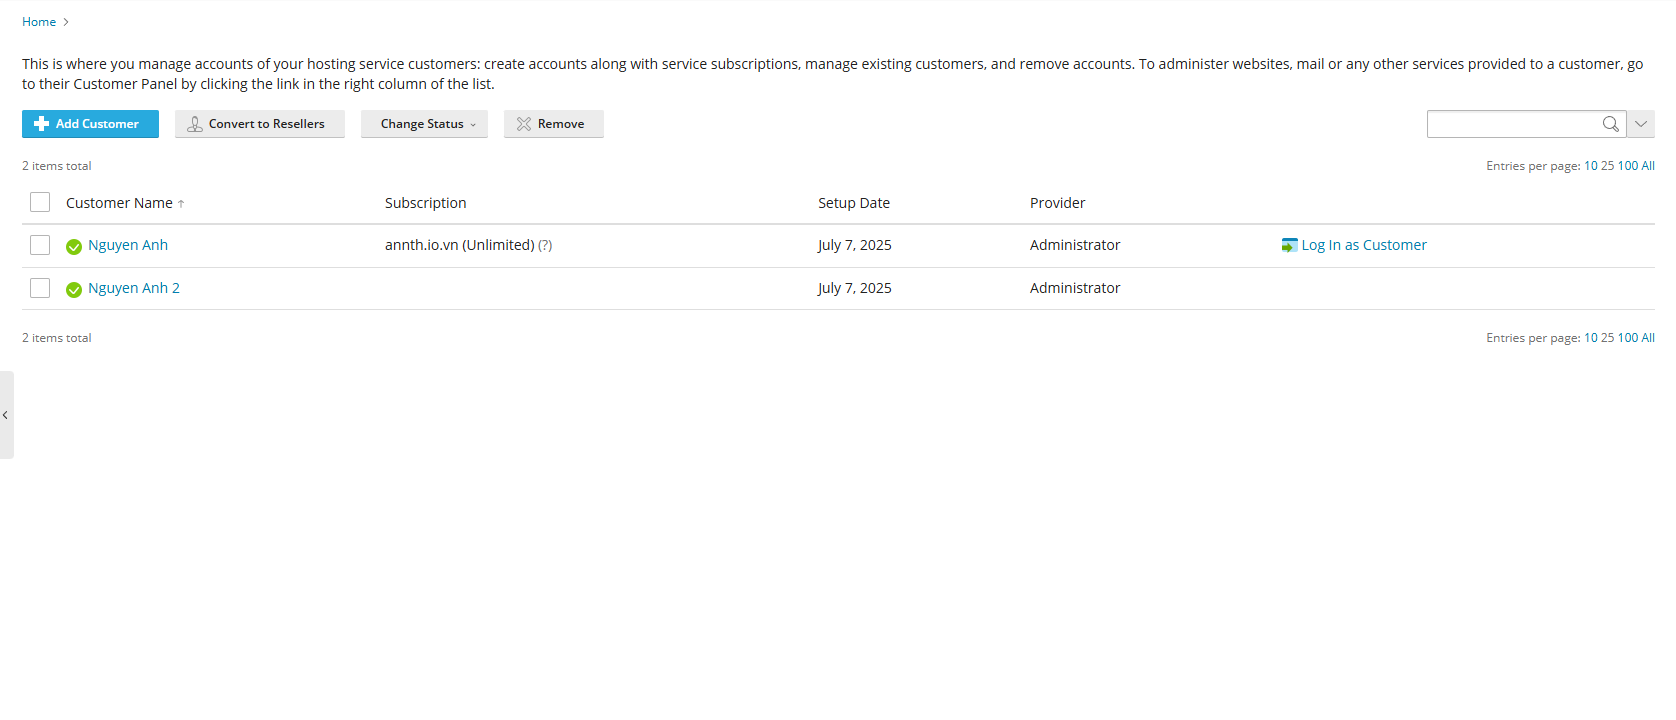 Home >
This is where you manage accounts of your hosting service customers: create accounts along with service subscriptions, manage existing customers, and remove accounts. To administer websites, mail or any other services provided to a customer, go
to their Customer Panel by clicking the link in the right column of the list.
Add Customer Convert to Resellers Change Status Remove
2 items total Entries per page: 10 25 100 All
Customer Name ↑ Subscription Setup Date Provider
Nguyen Anh annth.io.vn (Unlimited) (?) July 7, 2025 Administrator Log In as Customer
Nguyen Anh 2 July 7, 2025 Administrator
2 items total Entries per page: 10 25 100 All